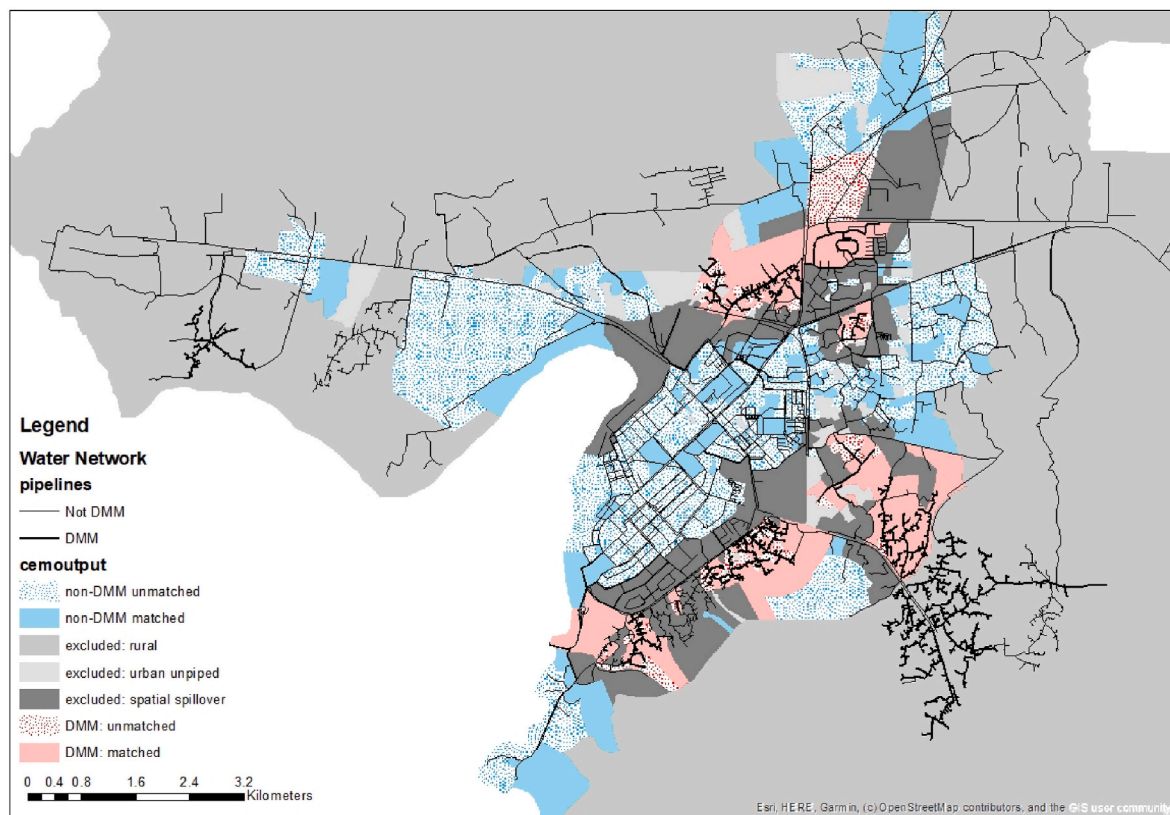 Legend
Water Network
pipelines
Not DMM
DMM
cemoutput
non-DMM unmatched
non-DMM matched
excluded: rural
excluded: urban unpiped
excluded: spatial spillover
DMM: unmatched
DMM: matched
0 0.4 0.8 1.6 2.4 3.2
Kilometers
Esri, HERE, Garmin, (c) OpenStreetMap contributors, and the GIS user community